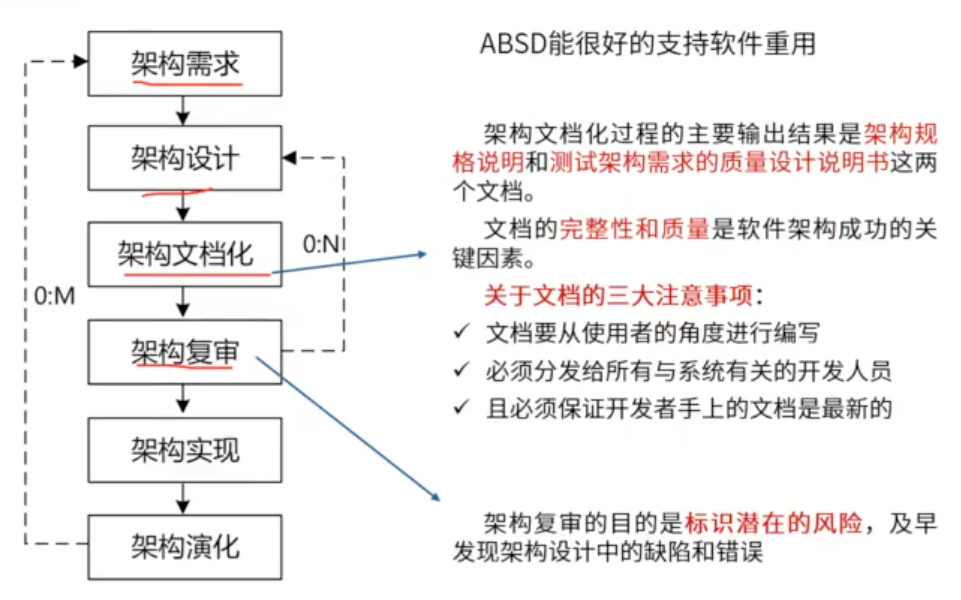 架构需求
架构设计
架构文档化
0:N
0:M
架构复审
架构实现
架构演化
ABSD能很好的支持软件重用
架构文档化过程的主要输出结果是架构规
格说明和测试架构需求的质量设计说明书这两
个文档。
文档的完整性和质量是软件架构成功的关
键因素。
关于文档的三大注意事项：
✓ 文档要从使用者的角度进行编写
✓ 必须分发给所有与系统有关的开发人员
✓ 且必须保证开发者手上的文档是最新的
架构复审的目的是标识潜在的风险，及早
发现架构设计中的缺陷和错误